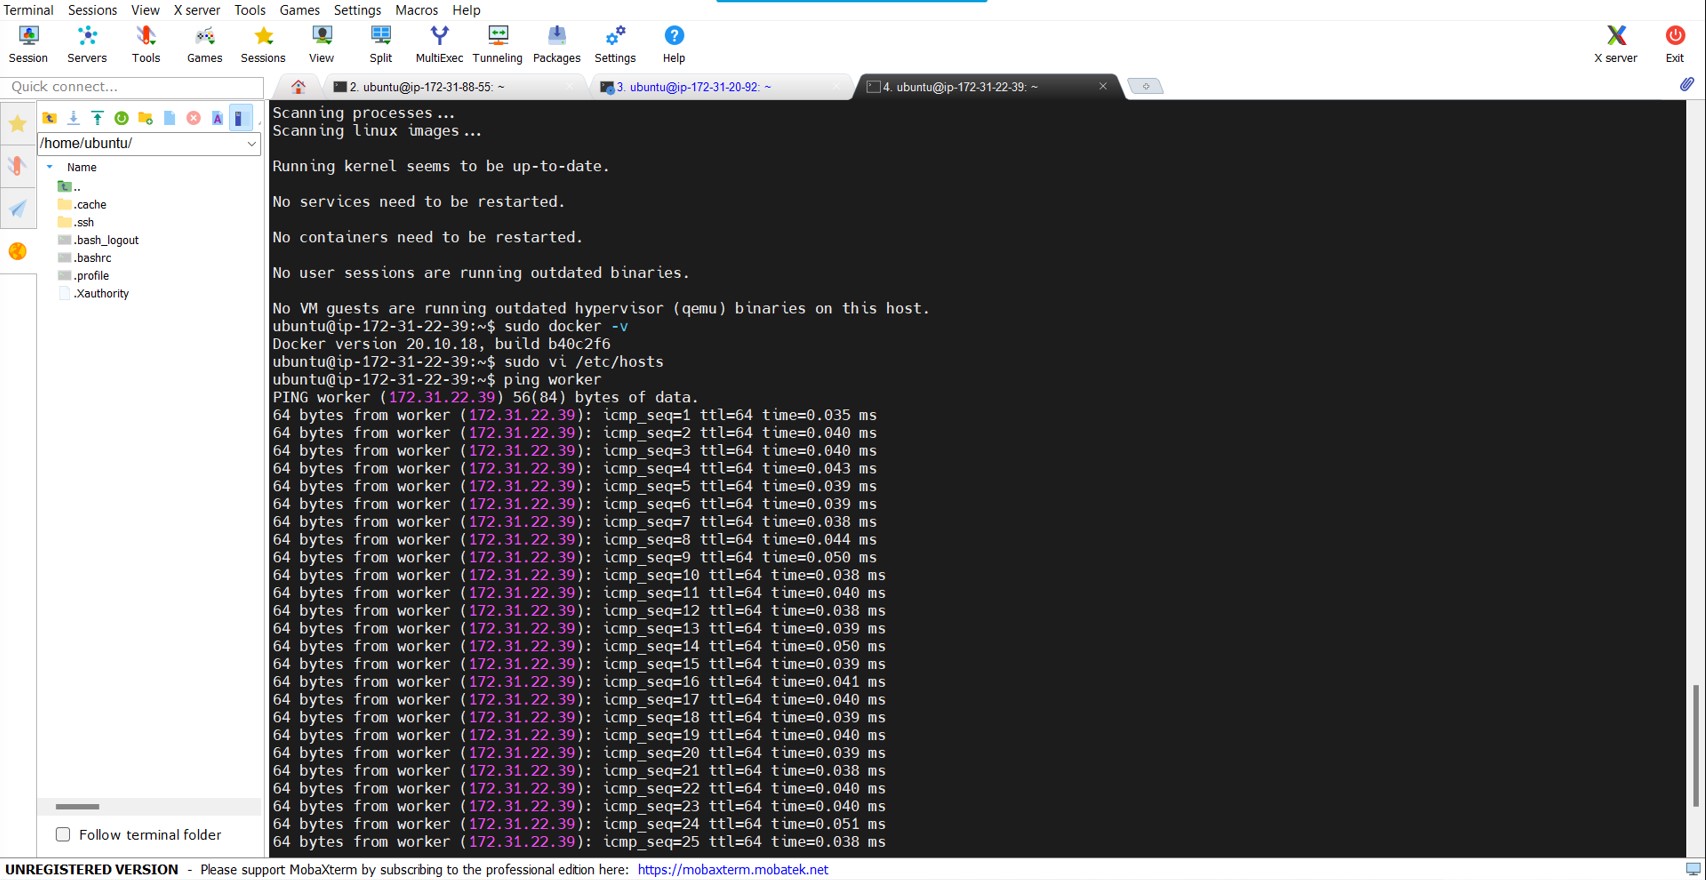 Terminal Sessions View X server Tools Games Settings Macros Help
Session Servers Tools Games Sessions View Split MultiExec Tunneling Packages Settings Help X server Exit
Quick connect...
2. ubuntu@ip-172-31-88-55: ~
3. ubuntu@ip-172-31-20-92: ~
4. ubuntu@ip-172-31-22-39: ~
/home/ubuntu/
Name
..
.cache
.ssh
.bash_logout
.bashrc
.profile
.Xauthority
Follow terminal folder
Scanning processes...
Scanning linux images...
Running kernel seems to be up-to-date.
No services need to be restarted.
No containers need to be restarted.
No user sessions are running outdated binaries.
No VM guests are running outdated hypervisor (qemu) binaries on this host.
ubuntu@ip-172-31-22-39:~$ sudo docker -v
Docker version 20.10.18, build b40c2f6
ubuntu@ip-172-31-22-39:~$ sudo vi /etc/hosts
ubuntu@ip-172-31-22-39:~$ ping worker
PING worker (172.31.22.39) 56(84) bytes of data.
64 bytes from worker (172.31.22.39): icmp_seq=1 ttl=64 time=0.035 ms
64 bytes from worker (172.31.22.39): icmp_seq=2 ttl=64 time=0.040 ms
64 bytes from worker (172.31.22.39): icmp_seq=3 ttl=64 time=0.040 ms
64 bytes from worker (172.31.22.39): icmp_seq=4 ttl=64 time=0.043 ms
64 bytes from worker (172.31.22.39): icmp_seq=5 ttl=64 time=0.039 ms
64 bytes from worker (172.31.22.39): icmp_seq=6 ttl=64 time=0.039 ms
64 bytes from worker (172.31.22.39): icmp_seq=7 ttl=64 time=0.038 ms
64 bytes from worker (172.31.22.39): icmp_seq=8 ttl=64 time=0.044 ms
64 bytes from worker (172.31.22.39): icmp_seq=9 ttl=64 time=0.050 ms
64 bytes from worker (172.31.22.39): icmp_seq=10 ttl=64 time=0.038 ms
64 bytes from worker (172.31.22.39): icmp_seq=11 ttl=64 time=0.040 ms
64 bytes from worker (172.31.22.39): icmp_seq=12 ttl=64 time=0.038 ms
64 bytes from worker (172.31.22.39): icmp_seq=13 ttl=64 time=0.039 ms
64 bytes from worker (172.31.22.39): icmp_seq=14 ttl=64 time=0.050 ms
64 bytes from worker (172.31.22.39): icmp_seq=15 ttl=64 time=0.039 ms
64 bytes from worker (172.31.22.39): icmp_seq=16 ttl=64 time=0.041 ms
64 bytes from worker (172.31.22.39): icmp_seq=17 ttl=64 time=0.040 ms
64 bytes from worker (172.31.22.39): icmp_seq=18 ttl=64 time=0.039 ms
64 bytes from worker (172.31.22.39): icmp_seq=19 ttl=64 time=0.040 ms
64 bytes from worker (172.31.22.39): icmp_seq=20 ttl=64 time=0.039 ms
64 bytes from worker (172.31.22.39): icmp_seq=21 ttl=64 time=0.038 ms
64 bytes from worker (172.31.22.39): icmp_seq=22 ttl=64 time=0.040 ms
64 bytes from worker (172.31.22.39): icmp_seq=23 ttl=64 time=0.040 ms
64 bytes from worker (172.31.22.39): icmp_seq=24 ttl=64 time=0.051 ms
64 bytes from worker (172.31.22.39): icmp_seq=25 ttl=64 time=0.038 ms
UNREGISTERED VERSION - Please support MobaXterm by subscribing to the professional edition here: https://mobaxterm.mobatek.net